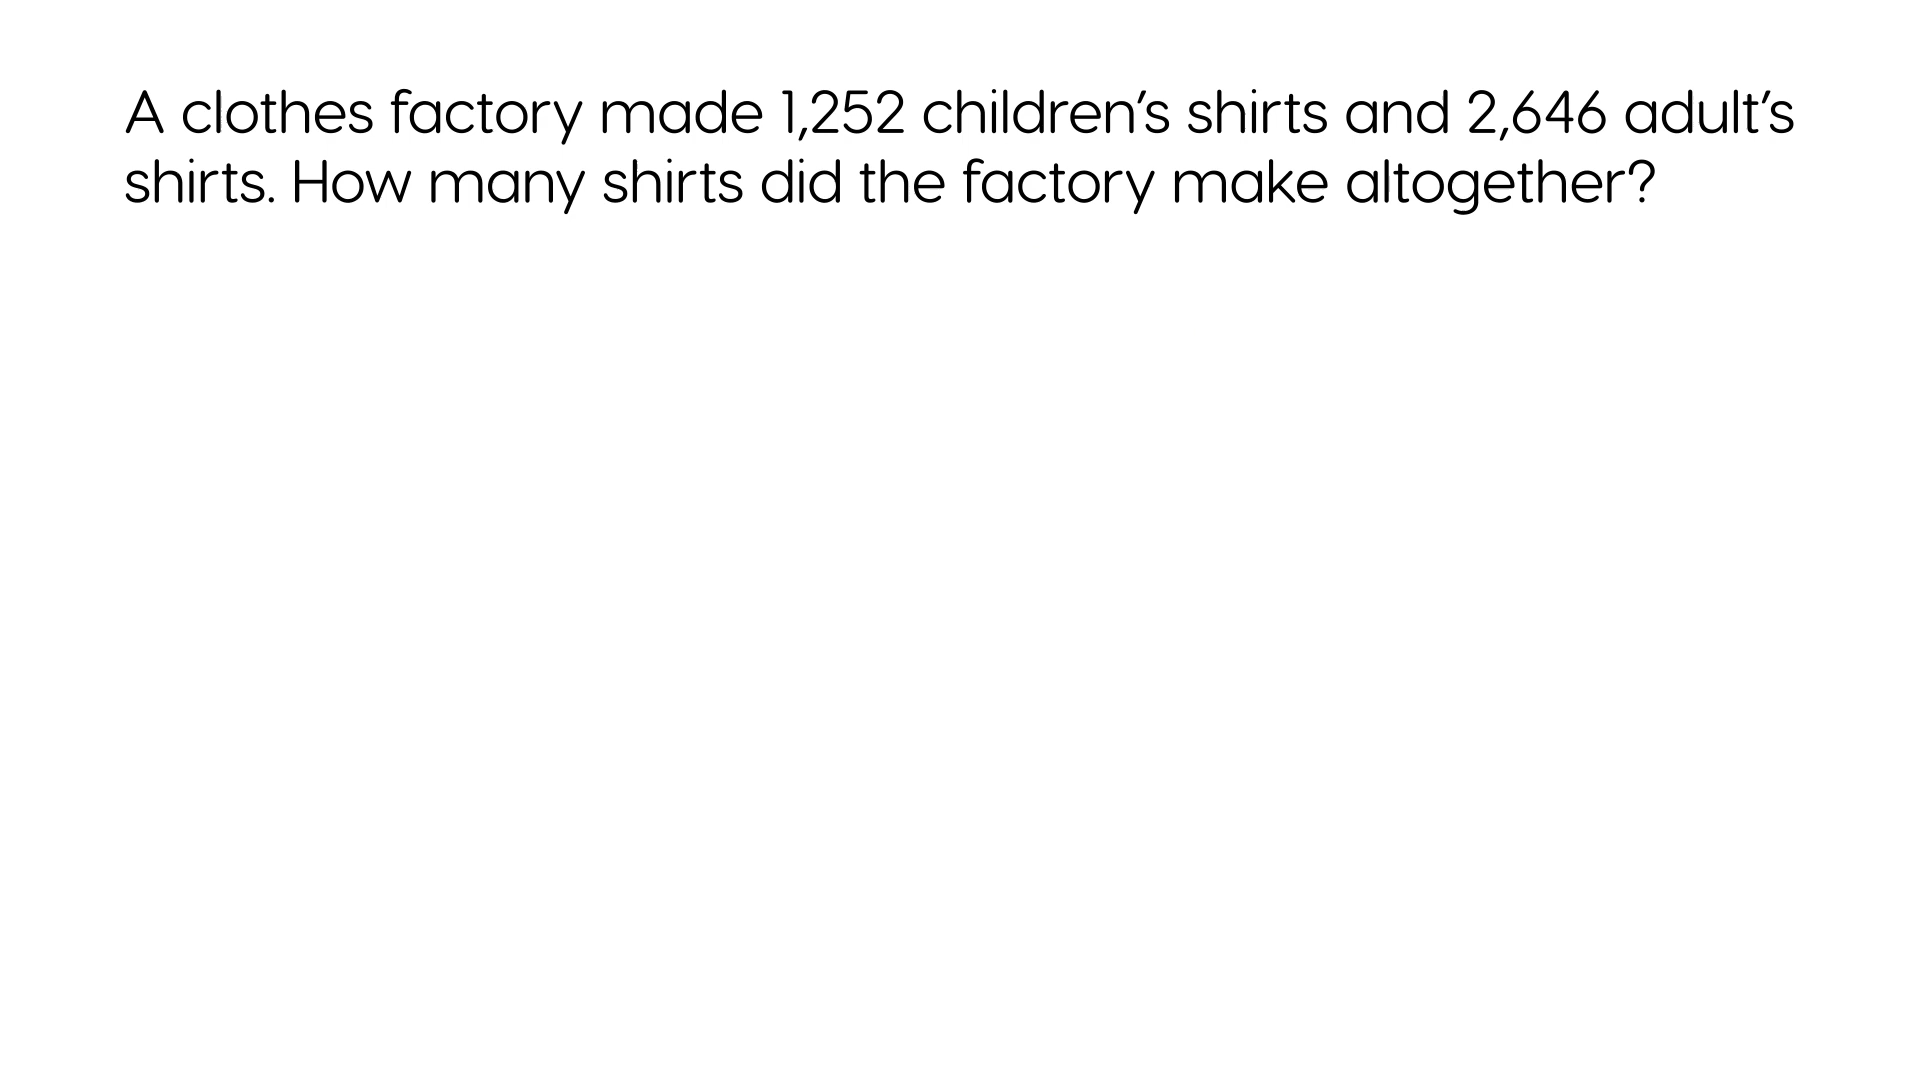 A clothes factory made 1,252 children’s shirts and 2,646 adult’s
shirts. How many shirts did the factory make altogether?